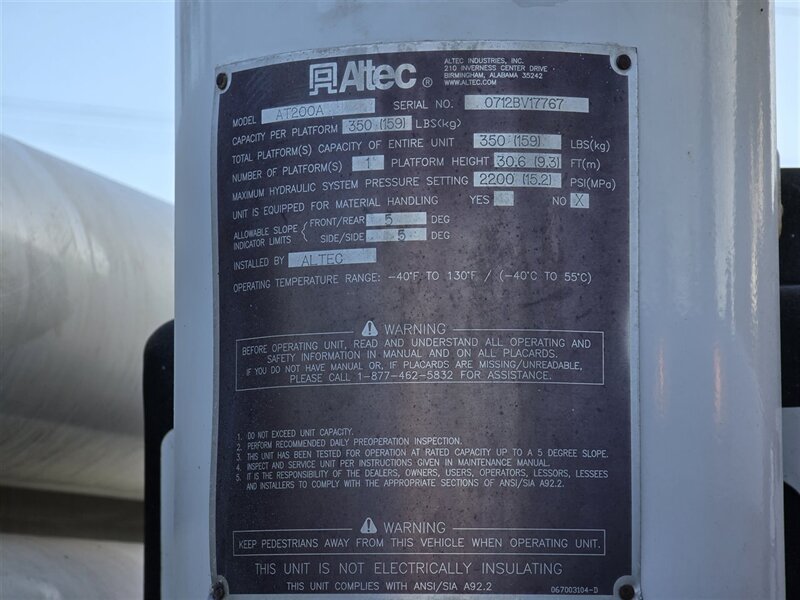 Altec®
ALTEC INDUSTRIES, INC.
210 INVERNESS CENTER DRIVE
BIRMINGHAM, ALABAMA 35242
WWW.ALTEC.COM
MODEL AT200A SERIAL NO. 0712BV17767
CAPACITY PER PLATFORM 350 (159) LBS(kg)
TOTAL PLATFORM(S) CAPACITY OF ENTIRE UNIT 350 (159) LBS(kg)
NUMBER OF PLATFORM(S) 1 PLATFORM HEIGHT 30.6 (9.3) FT(m)
MAXIMUM HYDRAULIC SYSTEM PRESSURE SETTING 2200 (15.2) PSI(MPa)
UNIT IS EQUIPPED FOR MATERIAL HANDLING YES NO X
ALLOWABLE SLOPE INDICATOR LIMITS { FRONT/REAR 5 DEG
SIDE/SIDE 5 DEG
INSTALLED BY ALTEC
OPERATING TEMPERATURE RANGE: -40°F TO 130°F / (-40°C TO 55°C)
⚠ WARNING
BEFORE OPERATING UNIT, READ AND UNDERSTAND ALL OPERATING AND
SAFETY INFORMATION IN MANUAL AND ON ALL PLACARDS.
IF YOU DO NOT HAVE MANUAL OR, IF PLACARDS ARE MISSING/UNREADABLE,
PLEASE CALL 1-877-462-5832 FOR ASSISTANCE.
1. DO NOT EXCEED UNIT CAPACITY.
2. PERFORM RECOMMENDED DAILY PREOPERATION INSPECTION.
3. THIS UNIT HAS BEEN TESTED FOR OPERATION AT RATED CAPACITY UP TO A 5 DEGREE SLOPE.
4. INSPECT AND SERVICE UNIT PER INSTRUCTIONS GIVEN IN MAINTENANCE MANUAL.
5. IT IS THE RESPONSIBILITY OF THE DEALERS, OWNERS, USERS, OPERATORS, LESSORS, LESSEES
AND INSTALLERS TO COMPLY WITH THE APPROPRIATE SECTIONS OF ANSI/SIA A92.2.
⚠ WARNING
KEEP PEDESTRIANS AWAY FROM THIS VEHICLE WHEN OPERATING UNIT.
THIS UNIT IS NOT ELECTRICALLY INSULATING
THIS UNIT COMPLIES WITH ANSI/SIA A92.2
067003104-D